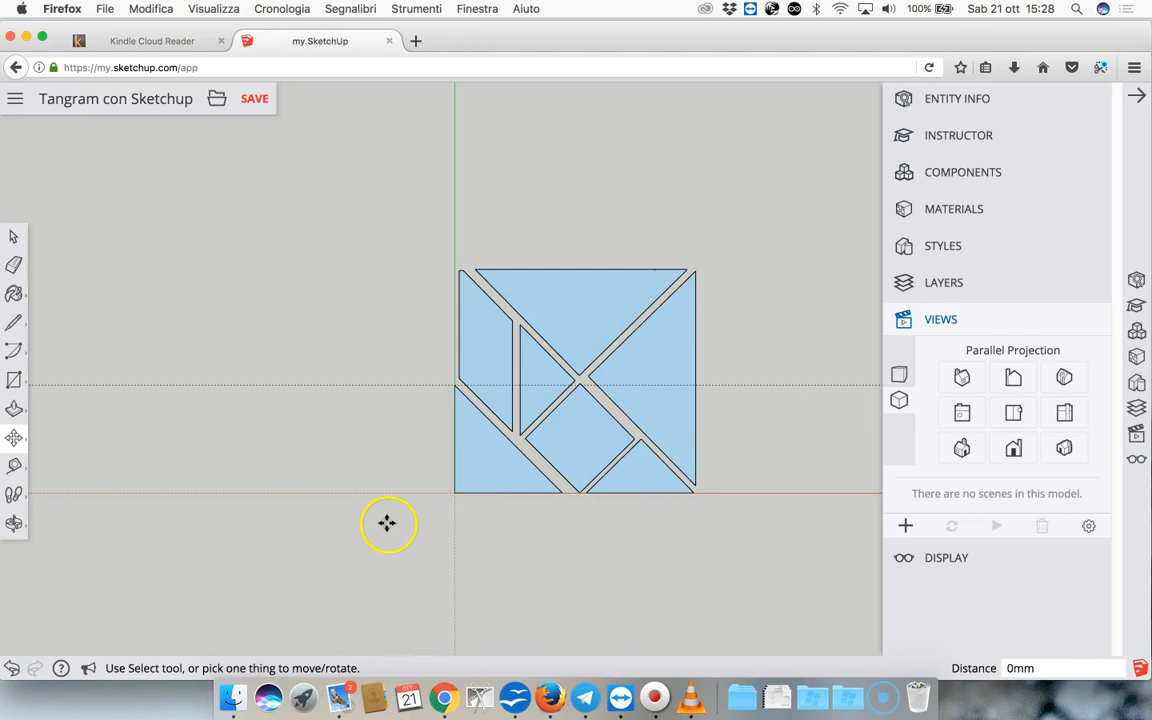 Firefox File Modifica Visualizza Cronologia Segnalibri Strumenti Finestra Aiuto 100% Sab 21 ott 15:28
Kindle Cloud Reader my.SketchUp
https://my.sketchup.com/app
Tangram con Sketchup SAVE
ENTITY INFO
INSTRUCTOR
COMPONENTS
MATERIALS
STYLES
LAYERS
VIEWS
Parallel Projection
There are no scenes in this model.
DISPLAY
Use Select tool, or pick one thing to move/rotate. Distance 0mm
OTT
21
2